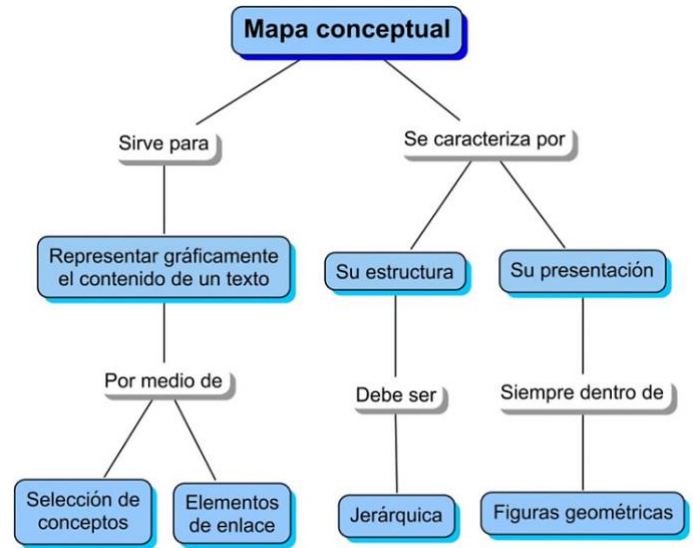 Mapa conceptual
Sirve para
Se caracteriza por
Representar gráficamente
el contenido de un texto
Su estructura
Su presentación
Por medio de
Debe ser
Siempre dentro de
Selección de
conceptos
Elementos
de enlace
Jerárquica
Figuras geométricas